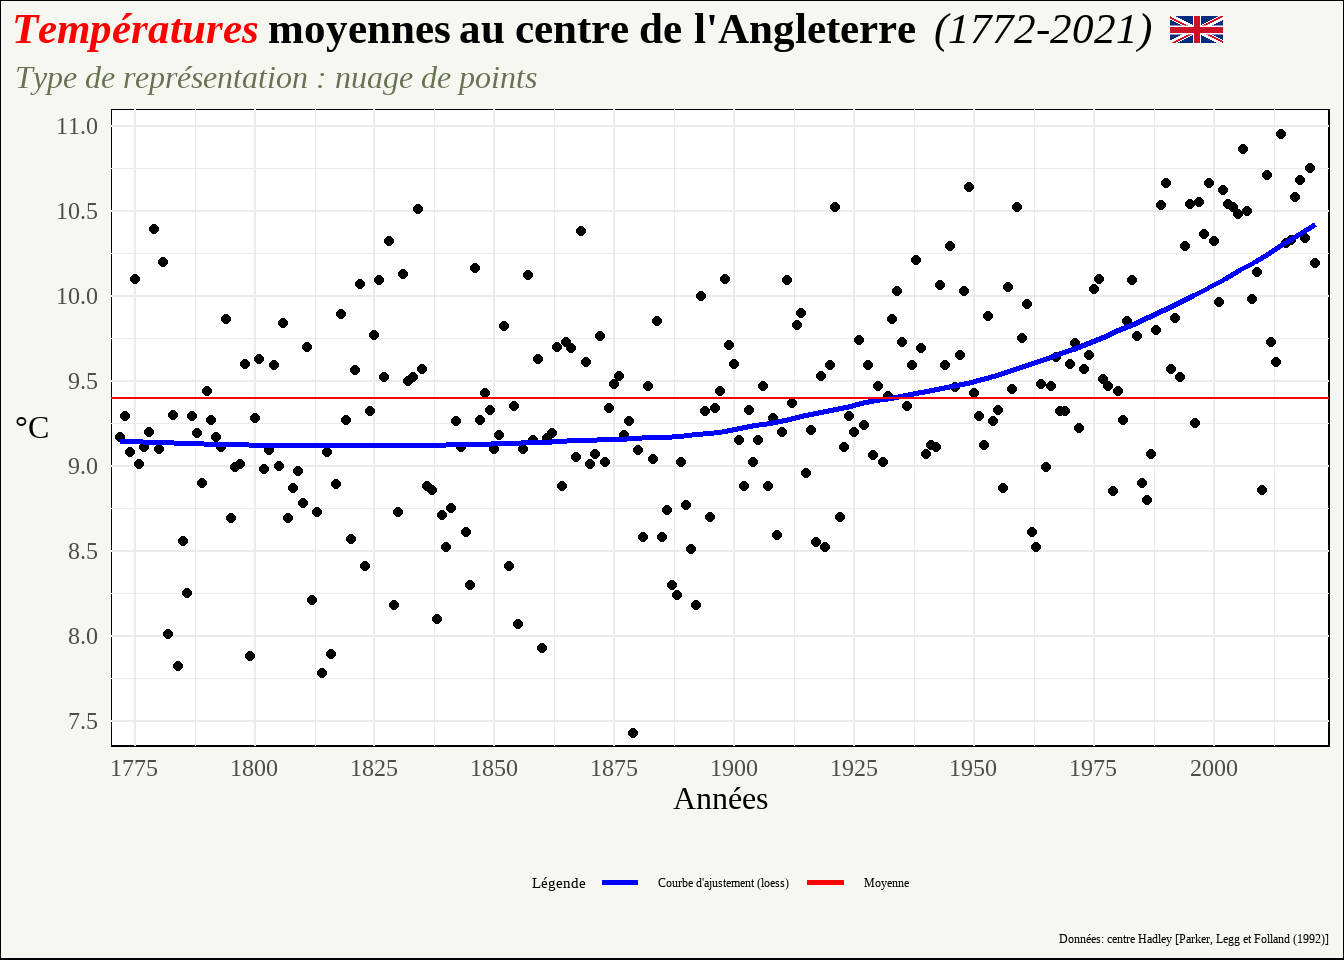 Températures moyennes au centre de l'Angleterre (1772-2021)
Type de représentation : nuage de points
11.0
10.5
10.0
9.5
°C
9.0
8.5
8.0
7.5
1775 1800 1825 1850 1875 1900 1925 1950 1975 2000
Années
Légende Courbe d'ajustement (loess) Moyenne
Données: centre Hadley [Parker, Legg et Folland (1992)]